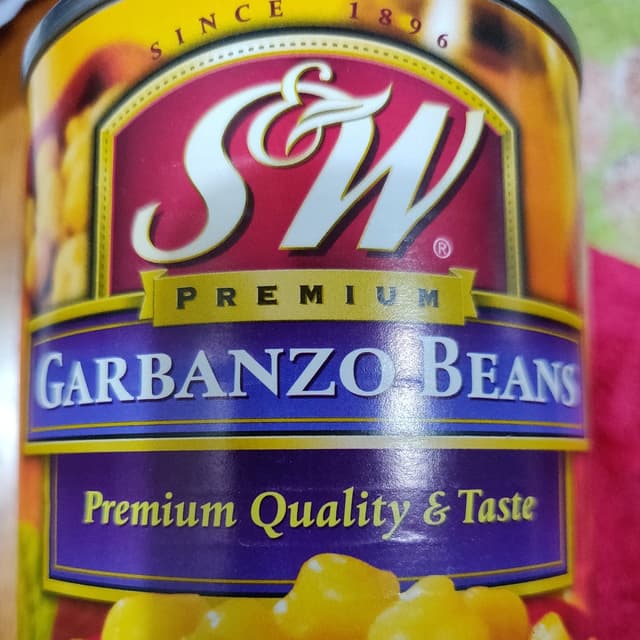 SINCE 1896
S&W®
PREMIUM
GARBANZO BEANS
Premium Quality & Taste